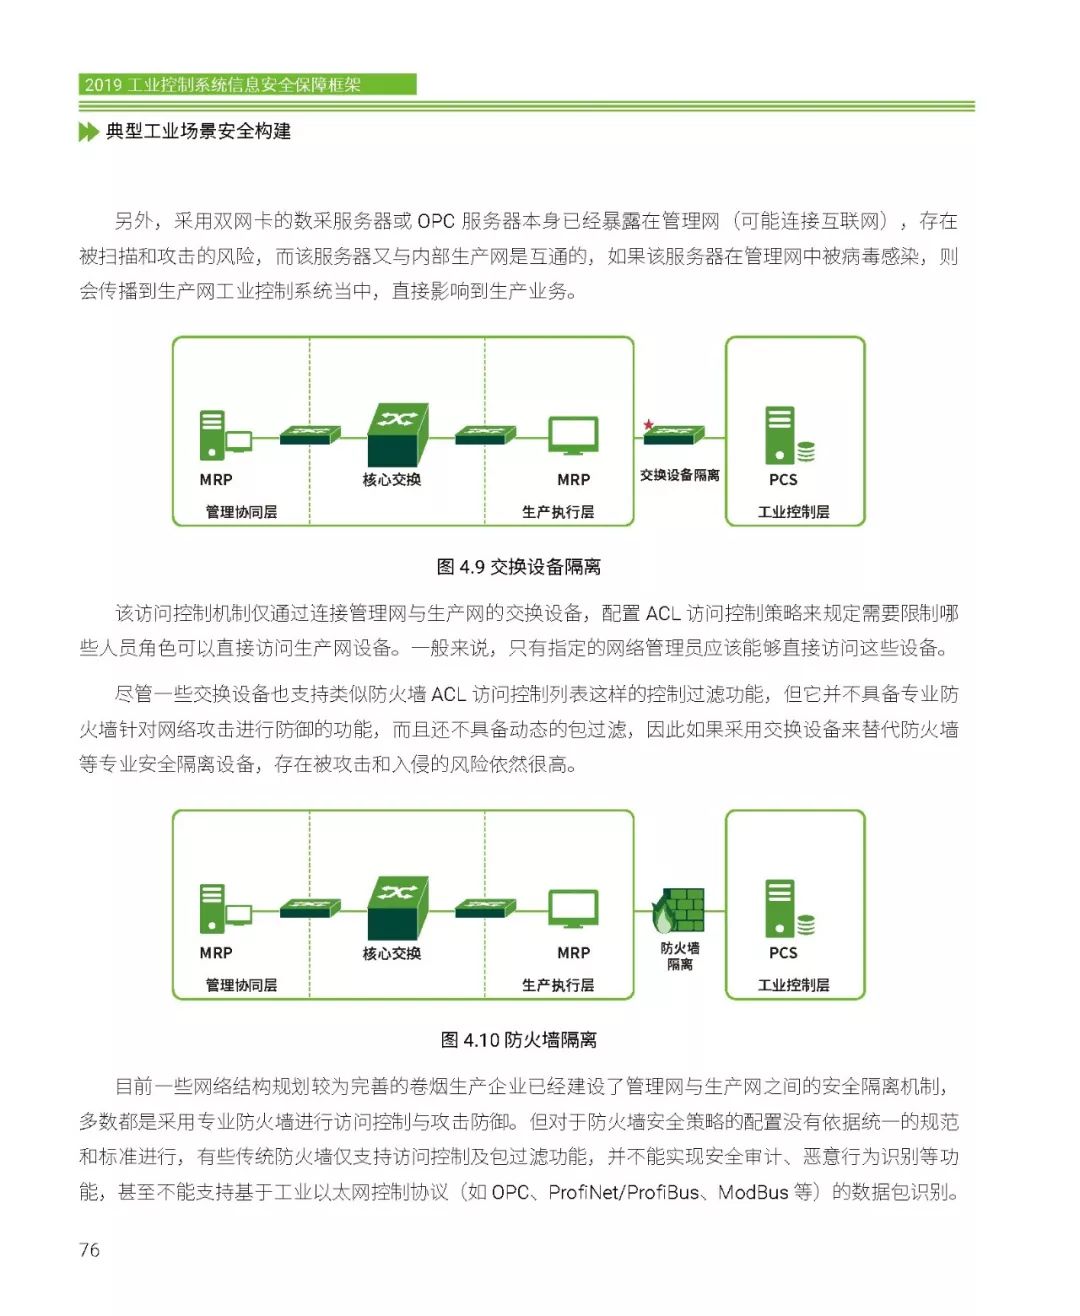 2019 工业控制系统信息安全保障框架
典型工业场景安全构建
另外，采用双网卡的数采服务器或 OPC 服务器本身已经暴露在管理网（可能连接互联网），存在
被扫描和攻击的风险，而该服务器又与内部生产网是互通的，如果该服务器在管理网中被病毒感染，则
会传播到生产网工业控制系统当中，直接影响到生产业务。
MRP
核心交换
MRP
交换设备隔离
PCS
管理协同层
生产执行层
工业控制层
图 4.9 交换设备隔离
该访问控制机制仅通过连接管理网与生产网的交换设备，配置 ACL 访问控制策略来规定需要限制哪
些人员角色可以直接访问生产网设备。一般来说，只有指定的网络管理员应该能够直接访问这些设备。
尽管一些交换设备也支持类似防火墙 ACL 访问控制列表这样的控制过滤功能，但它并不具备专业防
火墙针对网络攻击进行防御的功能，而且还不具备动态的包过滤，因此如果采用交换设备来替代防火墙
等专业安全隔离设备，存在被攻击和入侵的风险依然很高。
MRP
核心交换
MRP
防火墙
隔离
PCS
管理协同层
生产执行层
工业控制层
图 4.10 防火墙隔离
目前一些网络结构规划较为完善的卷烟生产企业已经建设了管理网与生产网之间的安全隔离机制，
多数都是采用专业防火墙进行访问控制与攻击防御。但对于防火墙安全策略的配置没有依据统一的规范
和标准进行，有些传统防火墙仅支持访问控制及包过滤功能，并不能实现安全审计、恶意行为识别等功
能，甚至不能支持基于工业以太网控制协议（如 OPC、ProfiNet/ProfiBus、ModBus 等）的数据包识别。
76